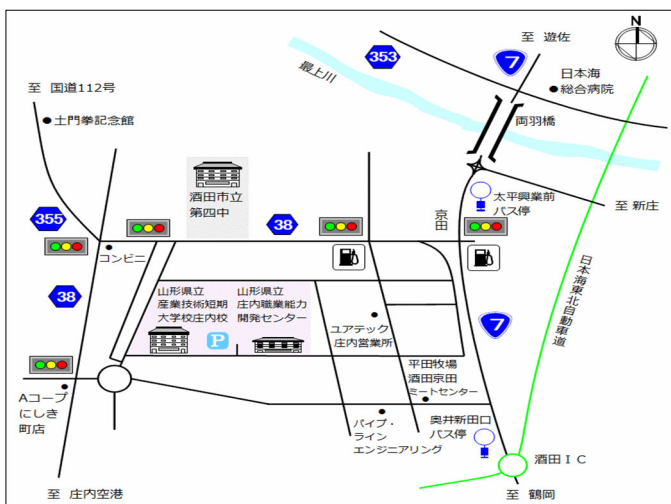 N
至 遊佐
353
7
最上川
日本海
総合病院
至 国道112号
両羽橋
土門拳記念館
酒田市立
第四中
太平興業前
バス停
至 新庄
355
38
京田
コンビニ
38
山形県立
産業技術短期
大学校庄内校
山形県立
庄内職業能力
開発センター
P
ユアテック
庄内営業所
7
日本海東北自動車道
平田牧場
酒田京田
ミートセンター
Aコープ
にしき
町店
パイプ・
ライン
エンジニアリング
奥井新田口
バス停
酒田IC
至 庄内空港
至 鶴岡